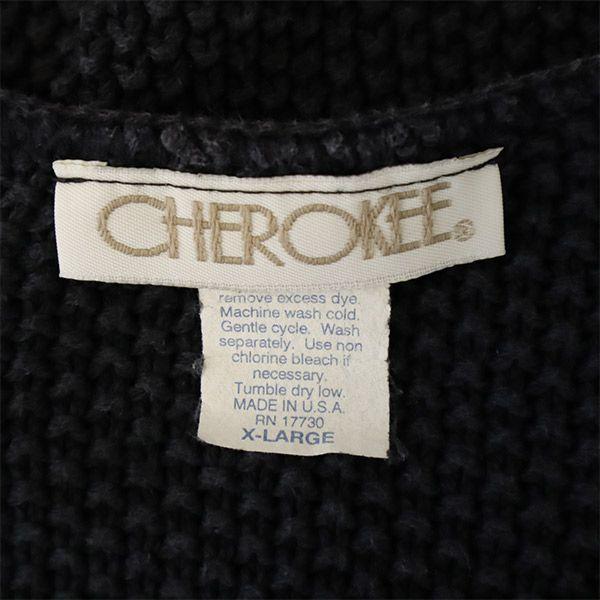 CHEROKEE®
remove excess dye.
Machine wash cold.
Gentle cycle. Wash
separately. Use non
chlorine bleach if
necessary.
Tumble dry low.
MADE IN U.S.A.
RN 17730
X-LARGE